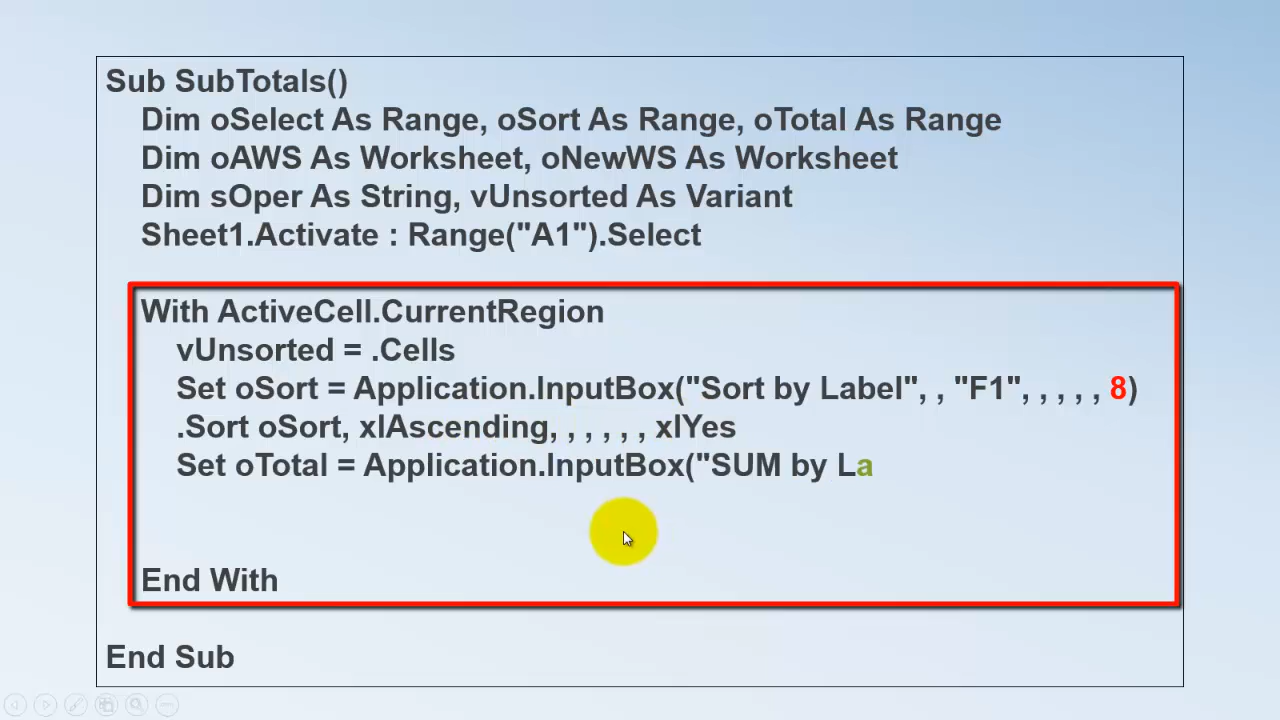 Sub SubTotals()
Dim oSelect As Range, oSort As Range, oTotal As Range
Dim oAWS As Worksheet, oNewWS As Worksheet
Dim sOper As String, vUnsorted As Variant
Sheet1.Activate : Range("A1").Select
With ActiveCell.CurrentRegion
vUnsorted = .Cells
Set oSort = Application.InputBox("Sort by Label", , "F1", , , , , 8)
.Sort oSort, xlAscending, , , , , , xlYes
Set oTotal = Application.InputBox("SUM by La
End With
End Sub